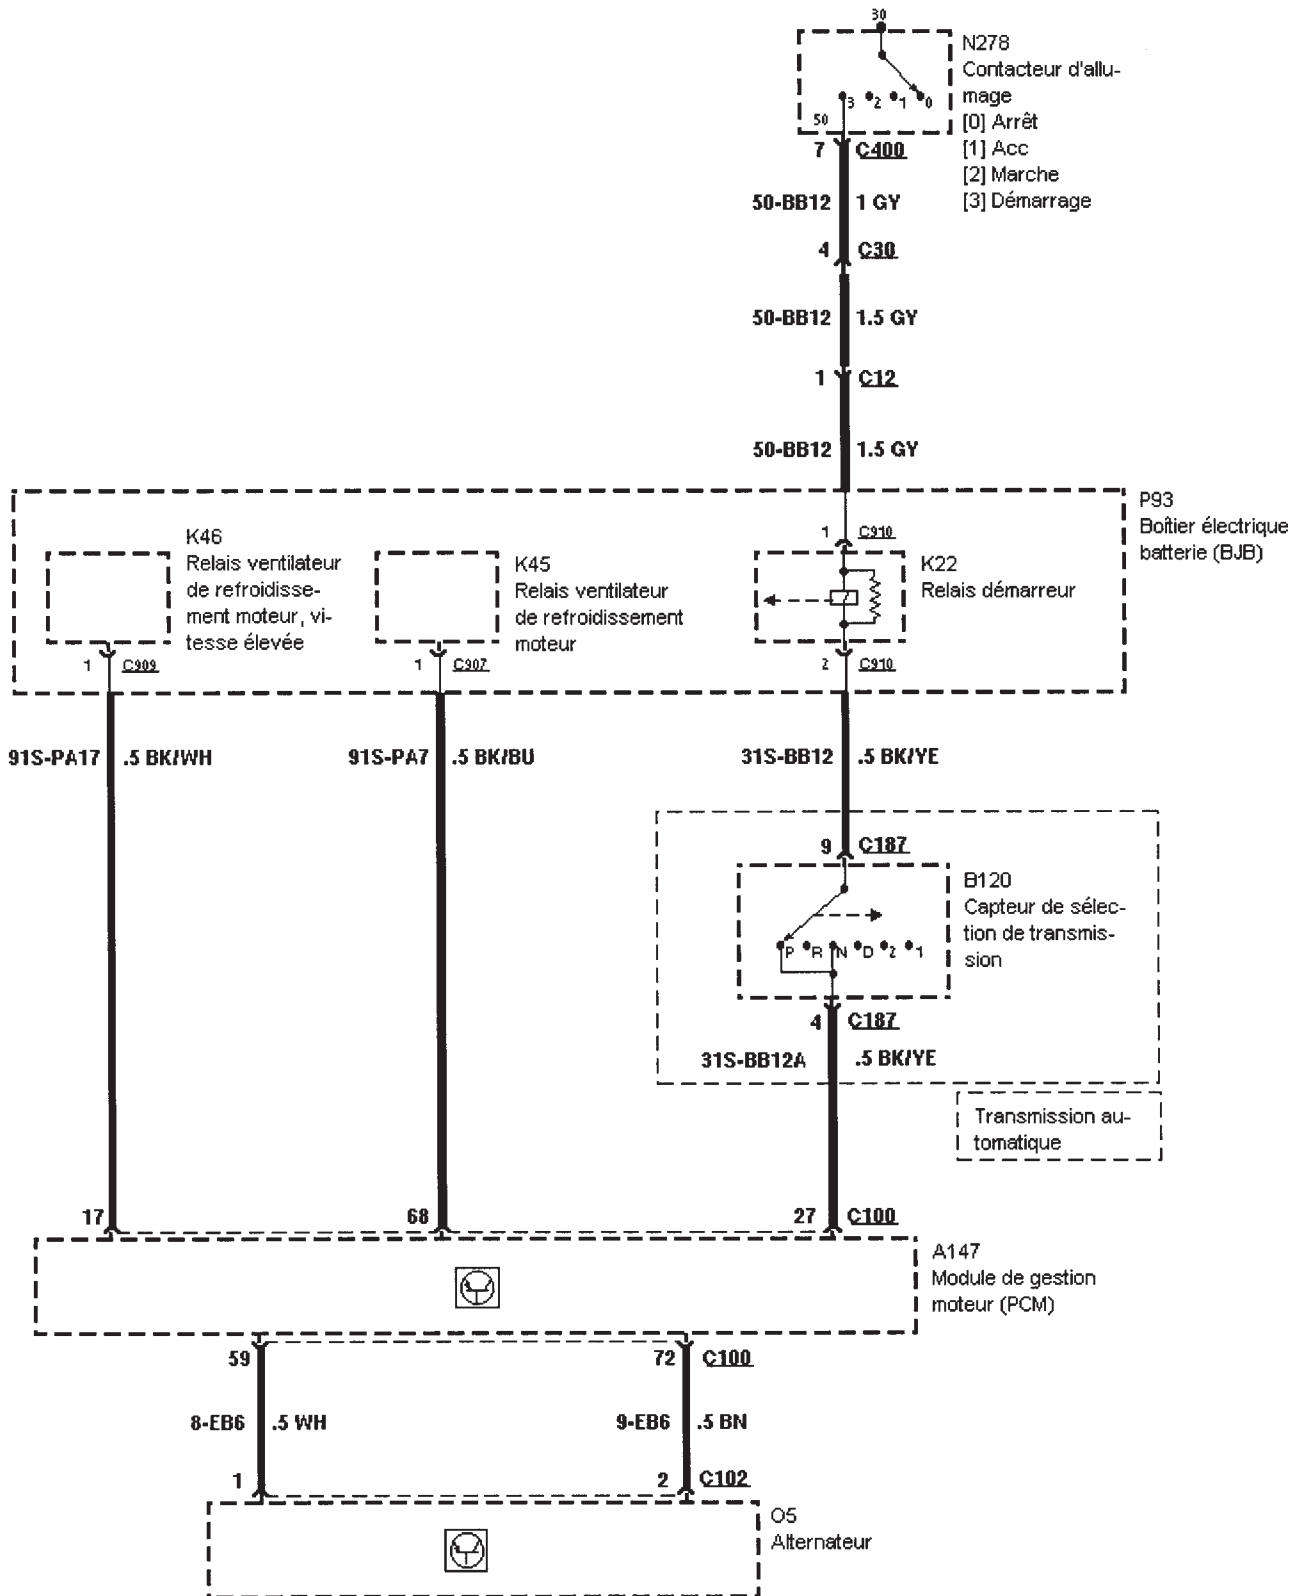 30
N278
Contacteur d'allu-
mage
[0] Arrêt
[1] Acc
[2] Marche
[3] Démarrage
3 2 1 0
50
7 C400
50-BB12 1 GY
4 C30
50-BB12 1.5 GY
1 C12
50-BB12 1.5 GY
P93
Boîtier électrique
batterie (BJB)
K46
Relais ventilateur
de refroidisse-
ment moteur, vi-
tesse élevée
1 C909
K45
Relais ventilateur
de refroidissement
moteur
1 C907
1 C910
K22
Relais démarreur
2 C910
91S-PA17 .5 BK/WH
91S-PA7 .5 BK/BU
31S-BB12 .5 BK/YE
9 C187
B120
Capteur de sélec-
tion de transmis-
sion
P R N D 2 1
4 C187
31S-BB12A .5 BK/YE
Transmission au-
tomatique
17 68 27 C100
A147
Module de gestion
moteur (PCM)
59 72 C100
8-EB6 .5 WH 9-EB6 .5 BN
1 2 C102
O5
Alternateur